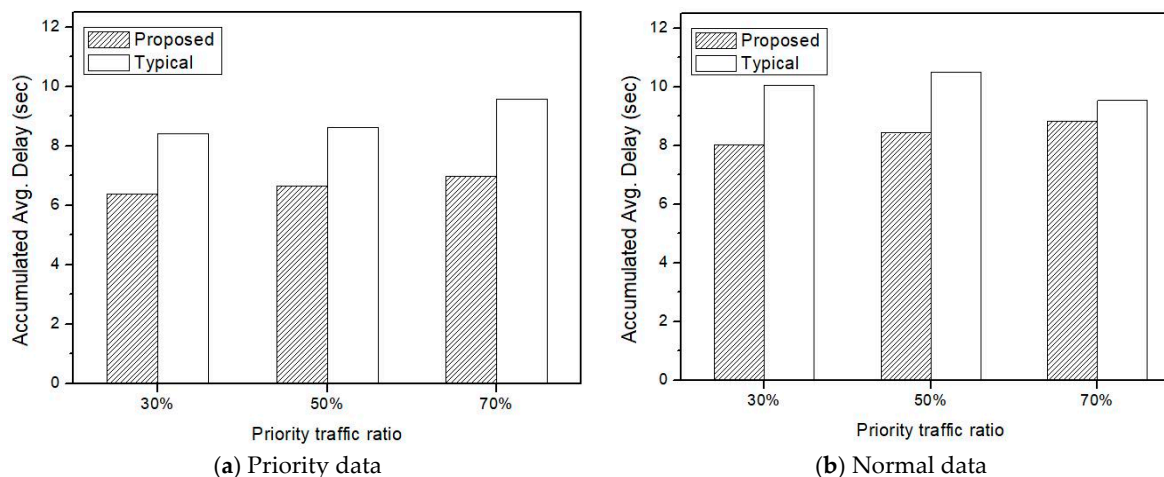 12
10
8
6
4
2
0
Accumulated Avg. Delay (sec)
Proposed
Typical
30%
50%
70%
Priority traffic ratio
(a) Priority data
12
10
8
6
4
2
0
Accumulated Avg. Delay (sec)
Proposed
Typical
30%
50%
70%
Priority traffic ratio
(b) Normal data